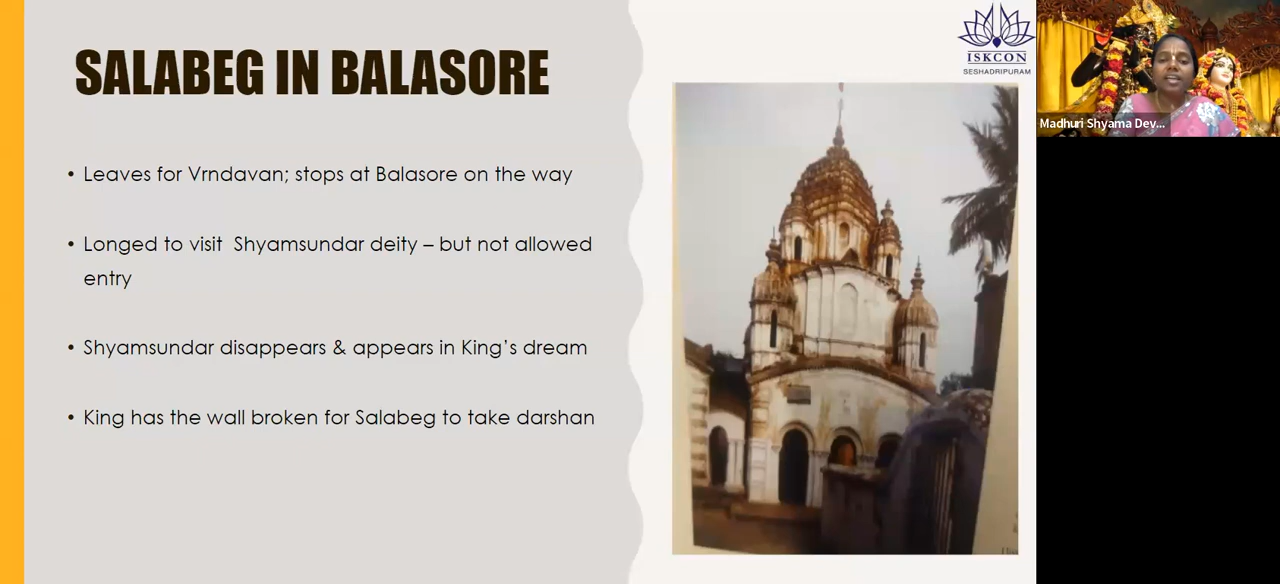 SALABEG IN BALASORE
• Leaves for Vrndavan; stops at Balasore on the way
• Longed to visit  Shyamsundar deity – but not allowed
entry
• Shyamsundar disappears & appears in King's dream
• King has the wall broken for Salabeg to take darshan
ISKCON
SESHADRIPURAM
Madhuri Shyama Dev...